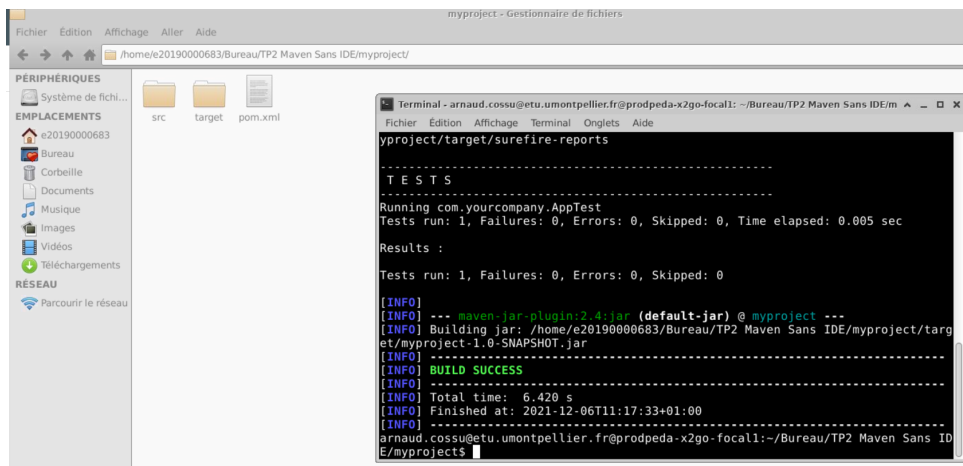 myproject - Gestionnaire de fichiers
Fichier Édition Affichage Aller Aide
/home/e20190000683/Bureau/TP2 Maven Sans IDE/myproject/
PÉRIPHÉRIQUES
Système de fichi...
EMPLACEMENTS
e20190000683
Bureau
Corbeille
Documents
Musique
Images
Vidéos
Téléchargements
RÉSEAU
Parcourir le réseau
src target pom.xml
Terminal - arnaud.cossu@etu.umontpellier.fr@prodpeda-x2go-focal1: ~/Bureau/TP2 Maven Sans IDE/m
Fichier Édition Affichage Terminal Onglets Aide
yproject/target/surefire-reports
-------------------------------------------------------
T E S T S
-------------------------------------------------------
Running com.yourcompany.AppTest
Tests run: 1, Failures: 0, Errors: 0, Skipped: 0, Time elapsed: 0.005 sec
Results :
Tests run: 1, Failures: 0, Errors: 0, Skipped: 0
[INFO]
[INFO] --- maven-jar-plugin:2.4:jar (default-jar) @ myproject ---
[INFO] Building jar: /home/e20190000683/Bureau/TP2 Maven Sans IDE/myproject/targ
et/myproject-1.0-SNAPSHOT.jar
[INFO] ------------------------------------------------------------------------
[INFO] BUILD SUCCESS
[INFO] ------------------------------------------------------------------------
[INFO] Total time:  6.420 s
[INFO] Finished at: 2021-12-06T11:17:33+01:00
[INFO] ------------------------------------------------------------------------
arnaud.cossu@etu.umontpellier.fr@prodpeda-x2go-focal1:~/Bureau/TP2 Maven Sans ID
E/myproject$